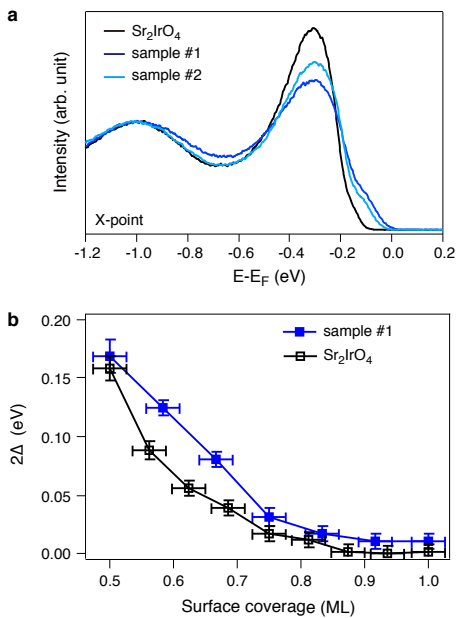 a
Sr₂IrO₄
sample #1
sample #2
Intensity (arb. unit)
X-point
-1.2 -1.0 -0.8 -0.6 -0.4 -0.2 0.0 0.2
E-E_F (eV)
b
0.20
0.15
0.10
0.05
0.00
2Δ (eV)
sample #1
Sr₂IrO₄
0.5 0.6 0.7 0.8 0.9 1.0
Surface coverage (ML)